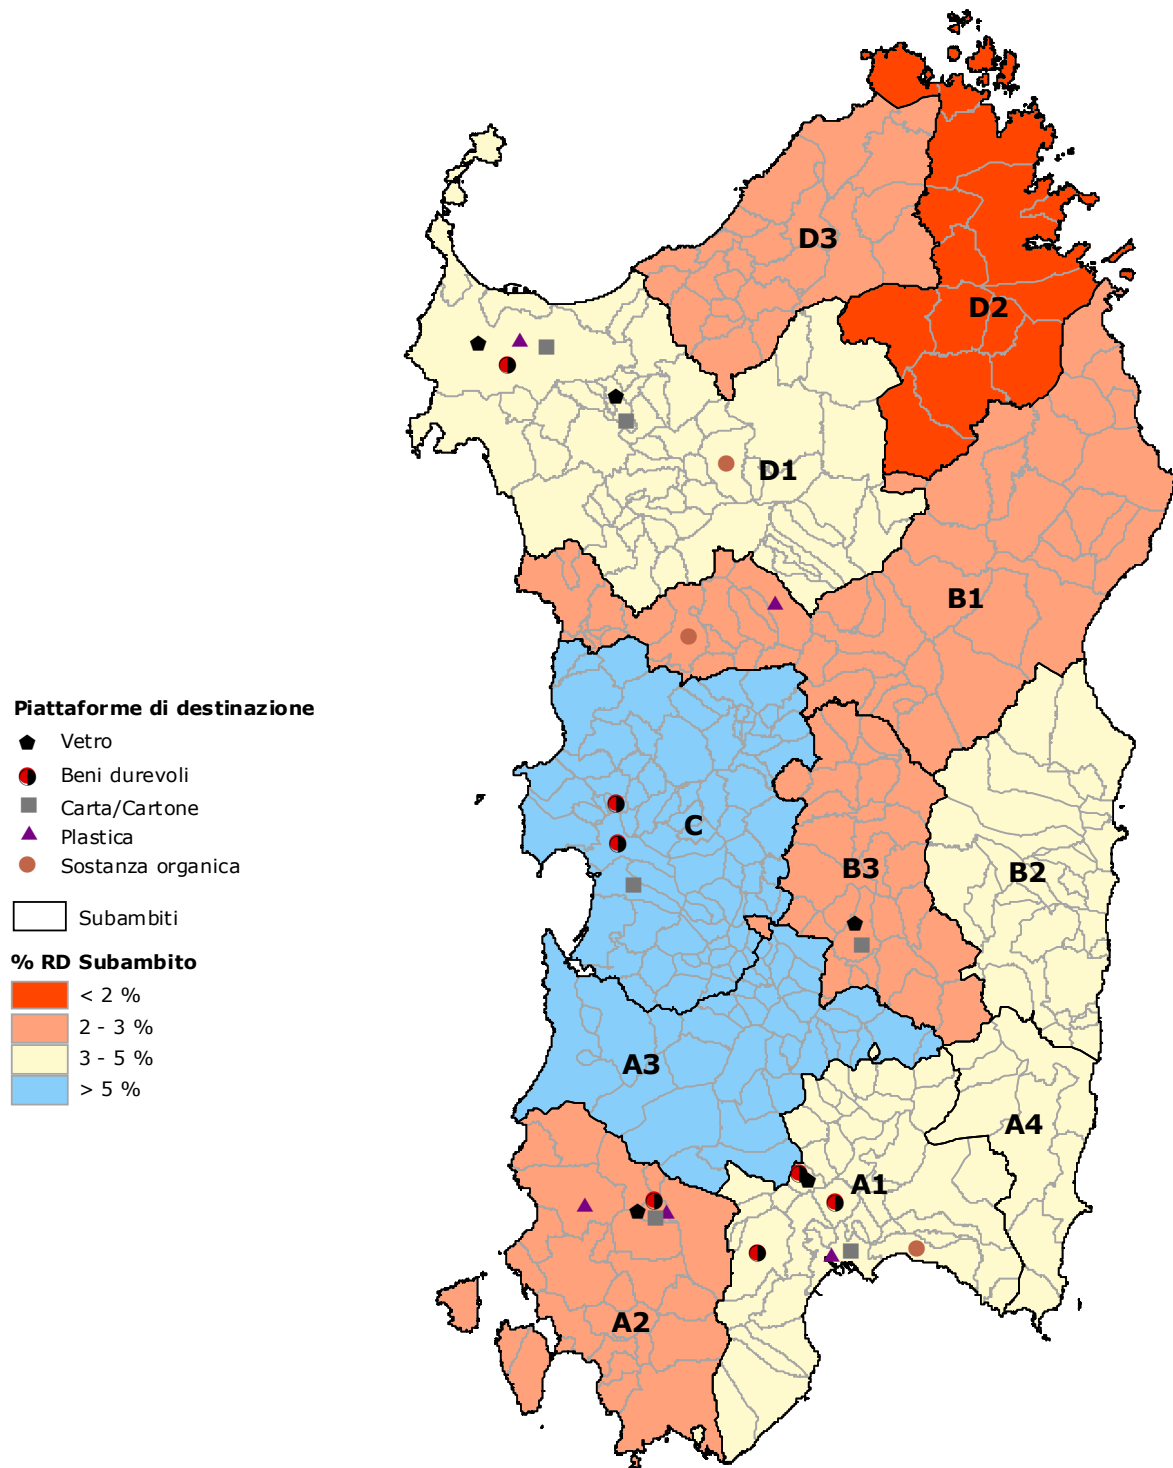 D3
D2
D1
B1
Piattaforme di destinazione
Vetro
Beni durevoli
Carta/Cartone
Plastica
Sostanza organica
Subambiti
% RD Subambito
< 2 %
2 - 3 %
3 - 5 %
> 5 %
C
B3
B2
A3
A4
A1
A2